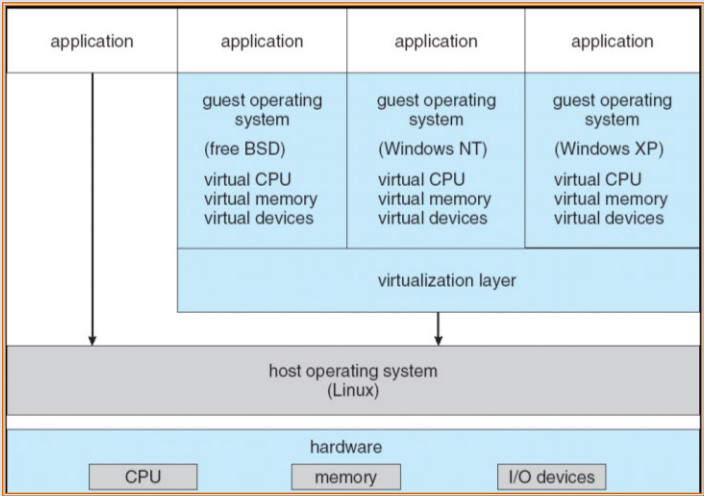 application
application
application
application
guest operating
system
(free BSD)
virtual CPU
virtual memory
virtual devices
guest operating
system
(Windows NT)
virtual CPU
virtual memory
virtual devices
guest operating
system
(Windows XP)
virtual CPU
virtual memory
virtual devices
virtualization layer
host operating system
(Linux)
hardware
CPU
memory
I/O devices